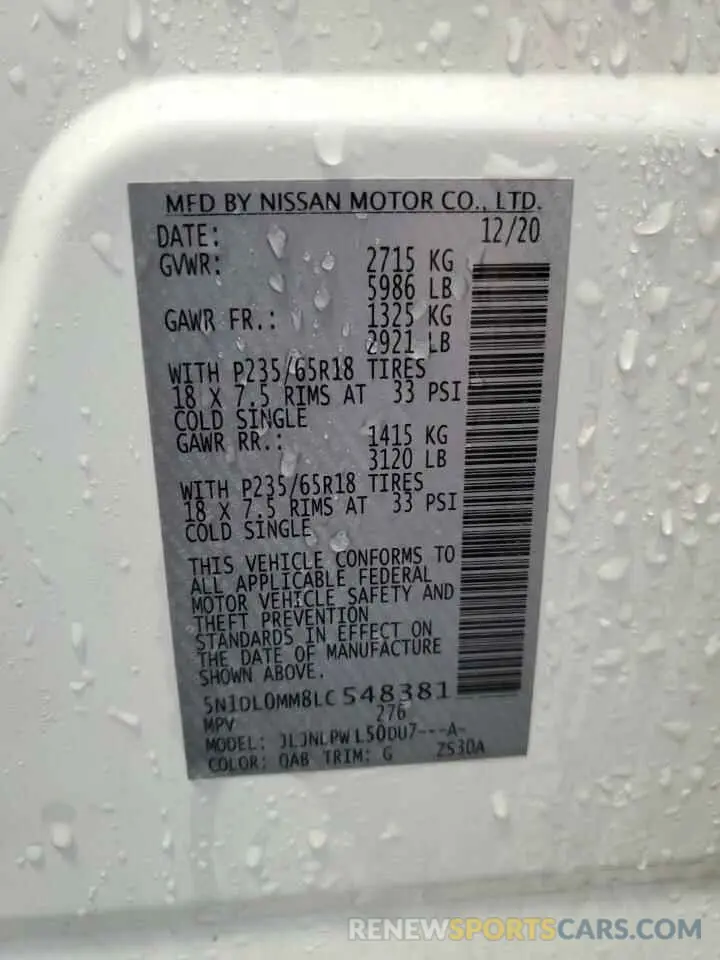 MFD BY NISSAN MOTOR CO., LTD.
DATE: 12/20
GVWR: 2715 KG
5986 LB
GAWR FR.: 1325 KG
2921 LB
WITH P235/65R18 TIRES
18 X 7.5 RIMS AT 33 PSI
COLD SINGLE
GAWR RR.: 1415 KG
3120 LB
WITH P235/65R18 TIRES
18 X 7.5 RIMS AT 33 PSI
COLD SINGLE
THIS VEHICLE CONFORMS TO
ALL APPLICABLE FEDERAL
MOTOR VEHICLE SAFETY AND
THEFT PREVENTION
STANDARDS IN EFFECT ON
THE DATE OF MANUFACTURE
SHOWN ABOVE.
5N1DL0MM8LC548381
MPV 276
MODEL: JLJNLPWL50DU7---A-
COLOR: QAB TRIM: G ZS30A
RENEWSPORTSCARS.COM